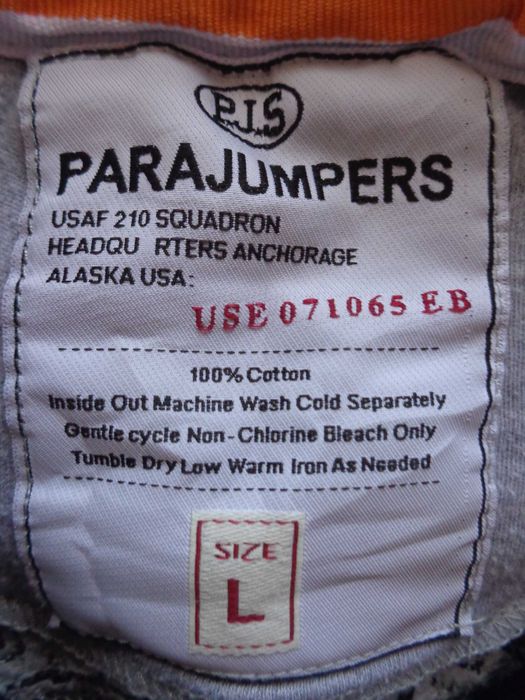 P.J.S
PARAJUMPERS
USAF 210 SQUADRON
HEADQU RTERS ANCHORAGE
ALASKA USA:
USE 071065 EB
100% Cotton
Inside Out Machine Wash Cold Separately
Gentle cycle Non-Chlorine Bleach Only
Tumble Dry Low Warm Iron As Needed
SIZE
L